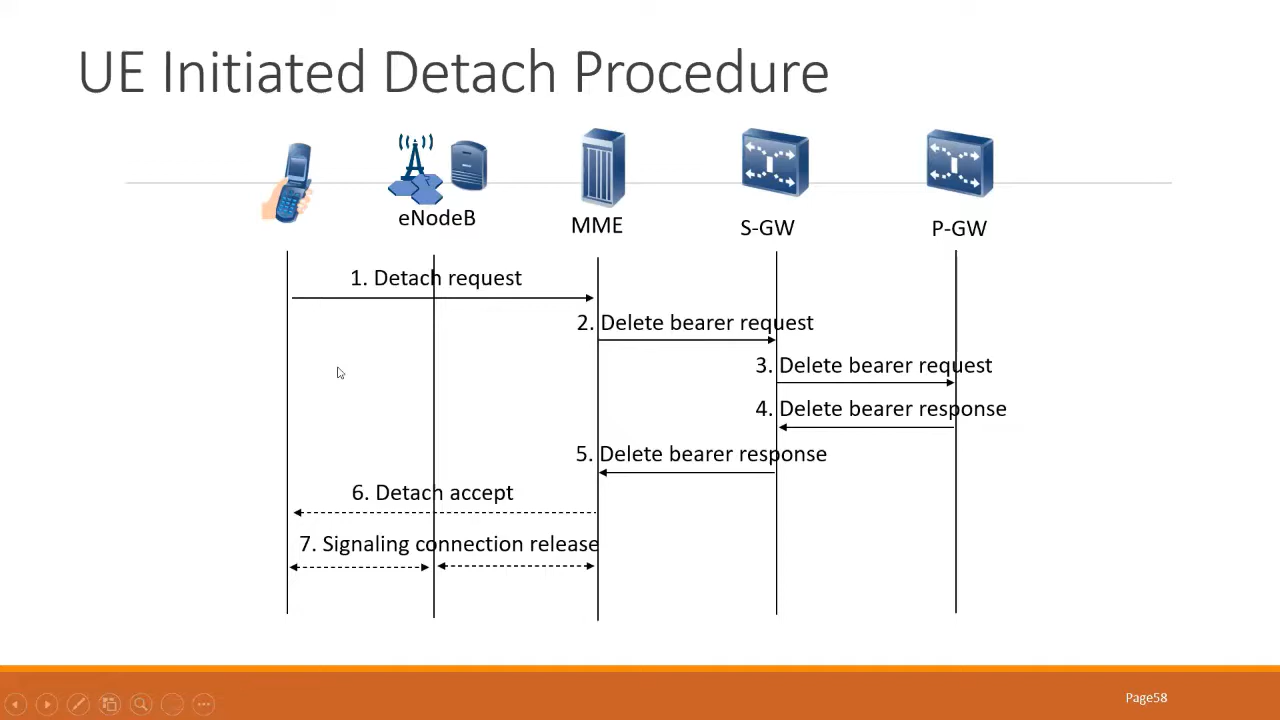 UE Initiated Detach Procedure
eNodeB
MME
S-GW
P-GW
1. Detach request
2. Delete bearer request
3. Delete bearer request
4. Delete bearer response
5. Delete bearer response
6. Detach accept
7. Signaling connection release
Page58